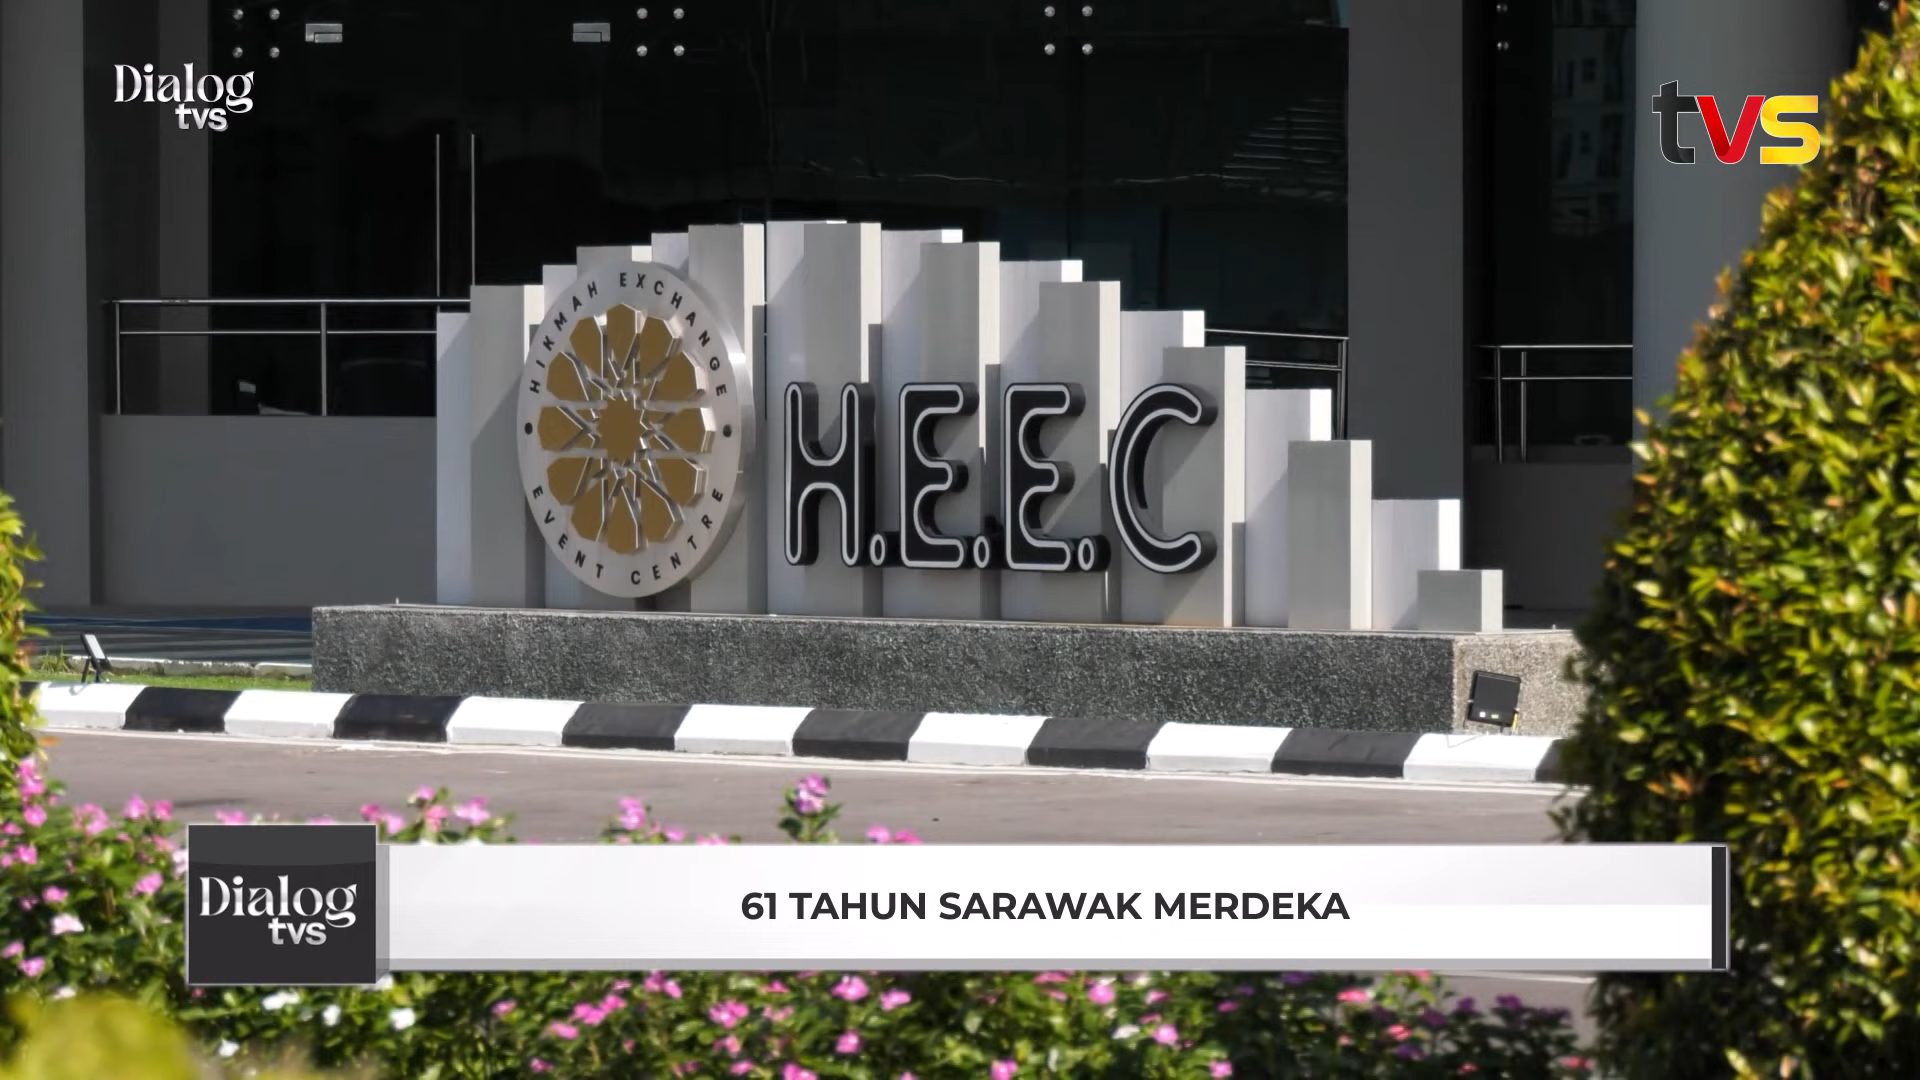 Dialog
tvs
tvs
HIKMAH EXCHANGE
EVENT CENTRE
H.E.E.C
Dialog
tvs
61 TAHUN SARAWAK MERDEKA